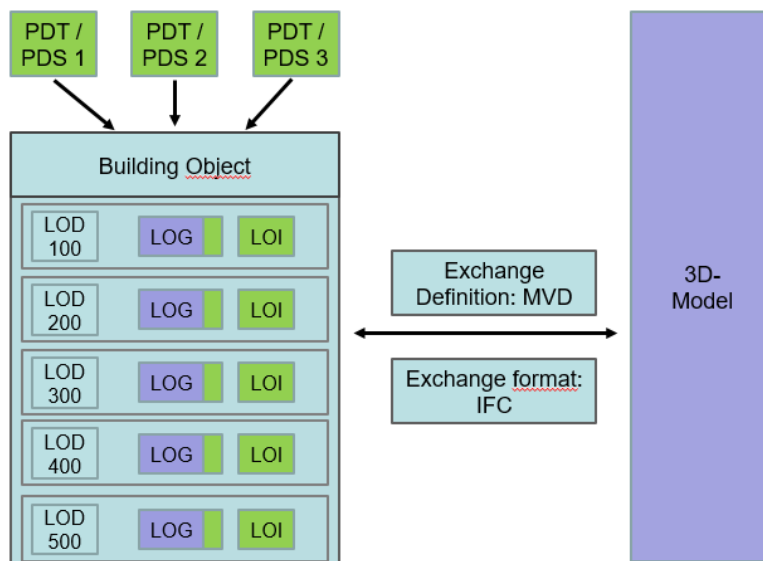 PDT /
PDS 1
PDT /
PDS 2
PDT /
PDS 3
Building Object
LOD
100
LOG
LOI
LOD
200
LOG
LOI
LOD
300
LOG
LOI
LOD
400
LOG
LOI
LOD
500
LOG
LOI
Exchange
Definition: MVD
Exchange format:
IFC
3D-
Model